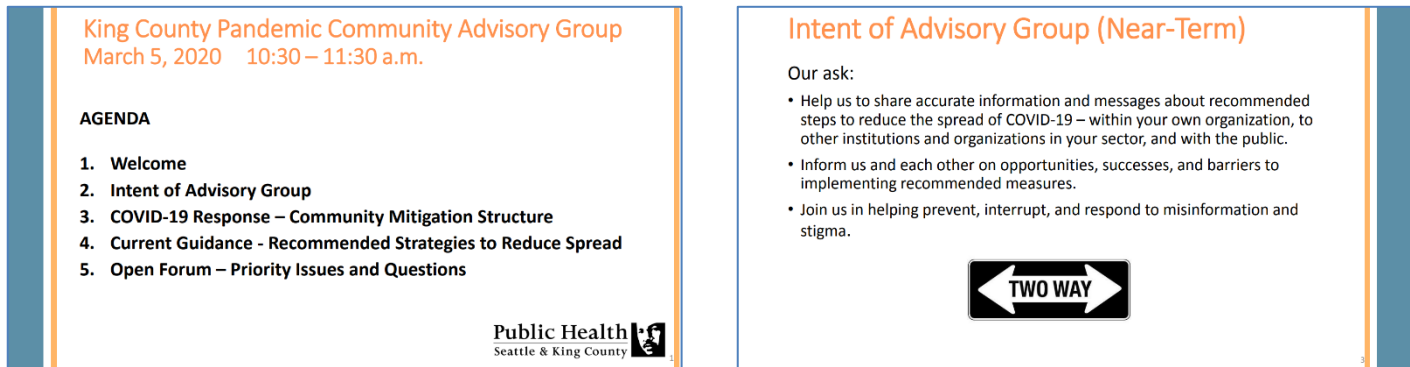 King County Pandemic Community Advisory Group
March 5, 2020 10:30 – 11:30 a.m.
AGENDA
1. Welcome
2. Intent of Advisory Group
3. COVID-19 Response – Community Mitigation Structure
4. Current Guidance - Recommended Strategies to Reduce Spread
5. Open Forum – Priority Issues and Questions
Public Health
Seattle & King County
1
Intent of Advisory Group (Near-Term)
Our ask:
• Help us to share accurate information and messages about recommended
steps to reduce the spread of COVID-19 – within your own organization, to
other institutions and organizations in your sector, and with the public.
• Inform us and each other on opportunities, successes, and barriers to
implementing recommended measures.
• Join us in helping prevent, interrupt, and respond to misinformation and
stigma.
TWO WAY
3